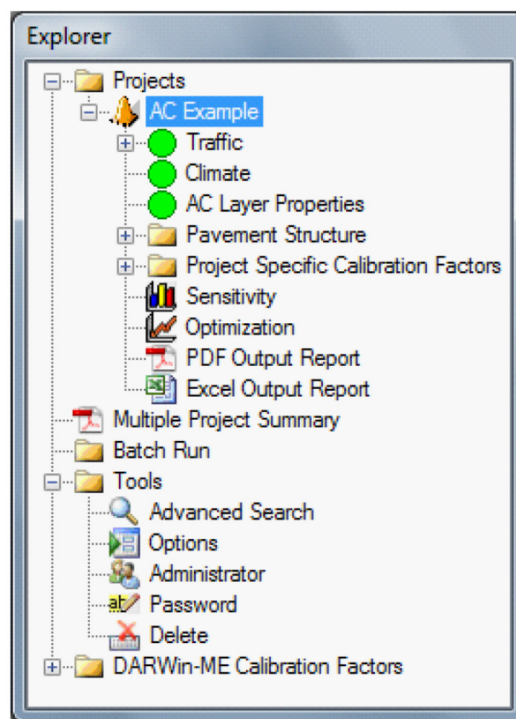 Explorer
Projects
AC Example
Traffic
Climate
AC Layer Properties
Pavement Structure
Project Specific Calibration Factors
Sensitivity
Optimization
PDF Output Report
Excel Output Report
Multiple Project Summary
Batch Run
Tools
Advanced Search
Options
Administrator
Password
Delete
DARWin-ME Calibration Factors